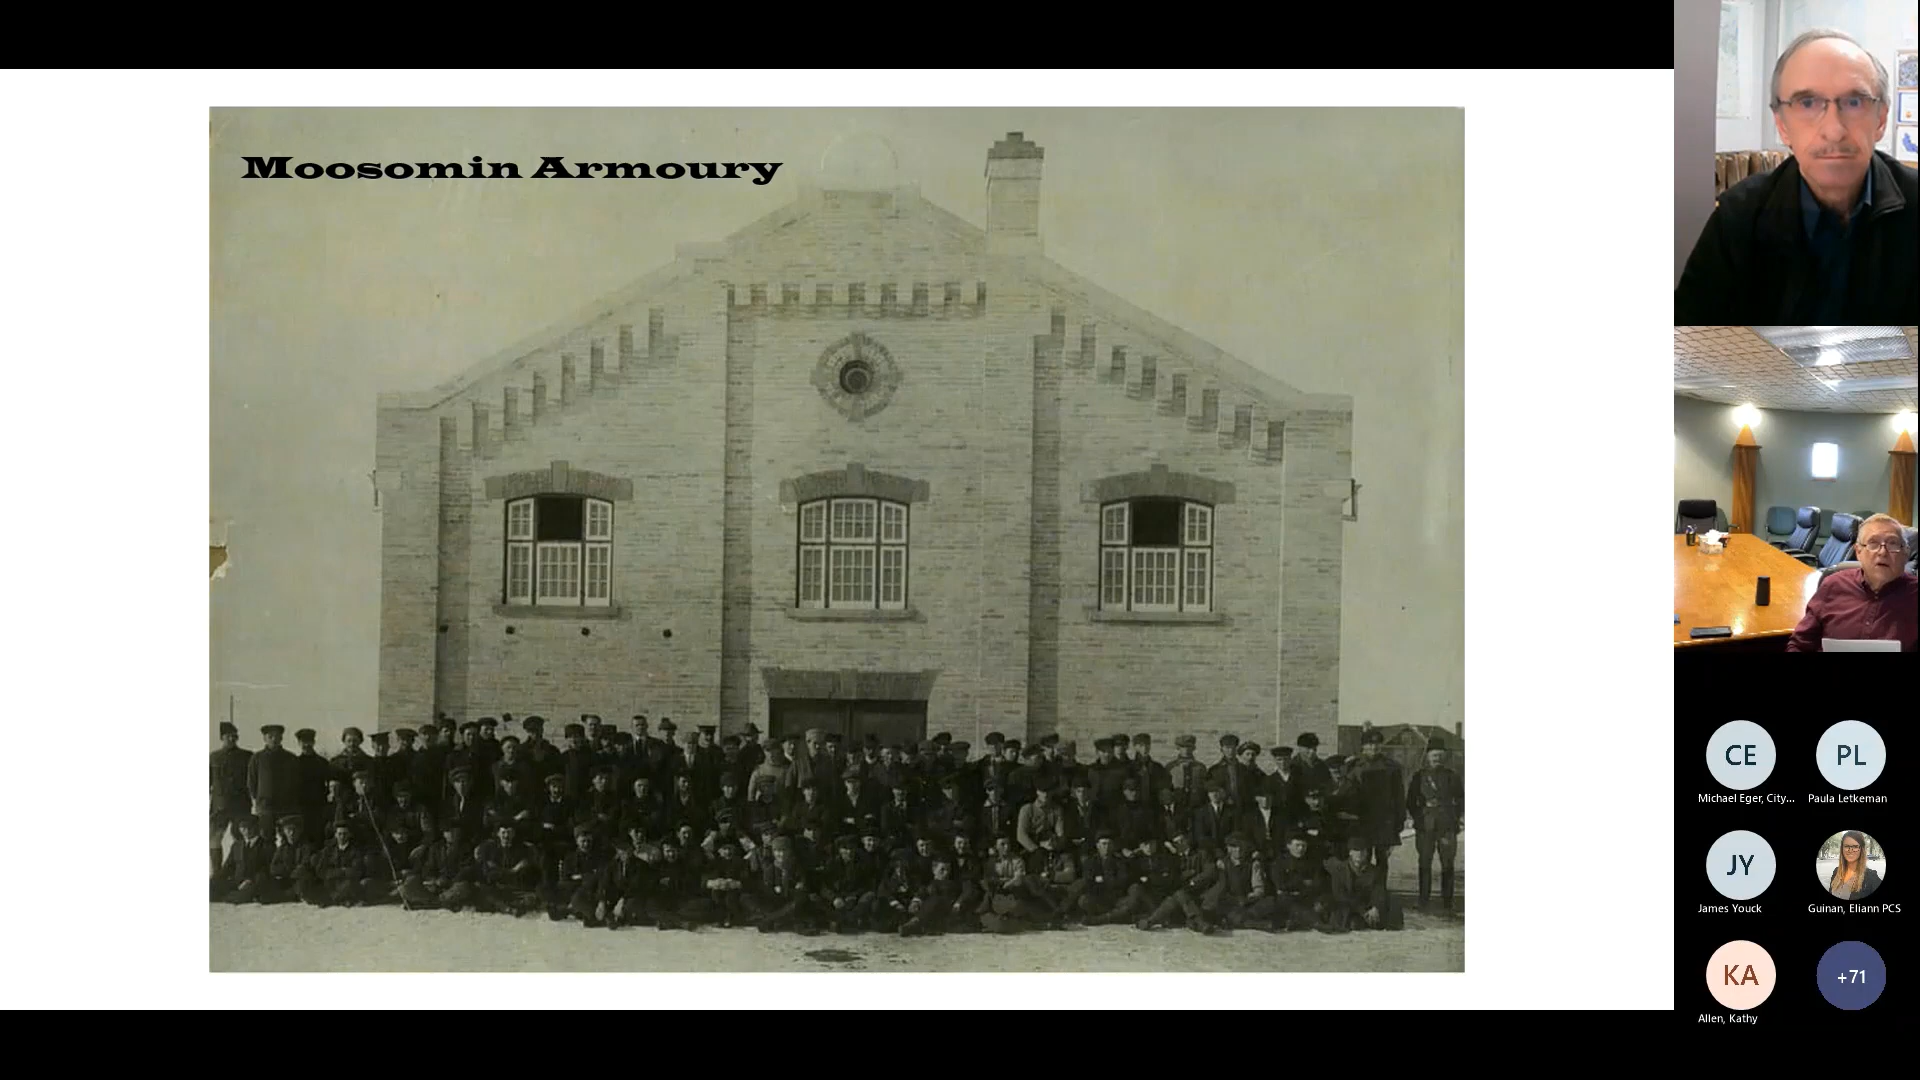 Moosomin Armoury
CE
PL
Michael Eger, City...
Paula Letkeman
JY
James Youck
Guinan, Eliann PCS
KA
+71
Allen, Kathy